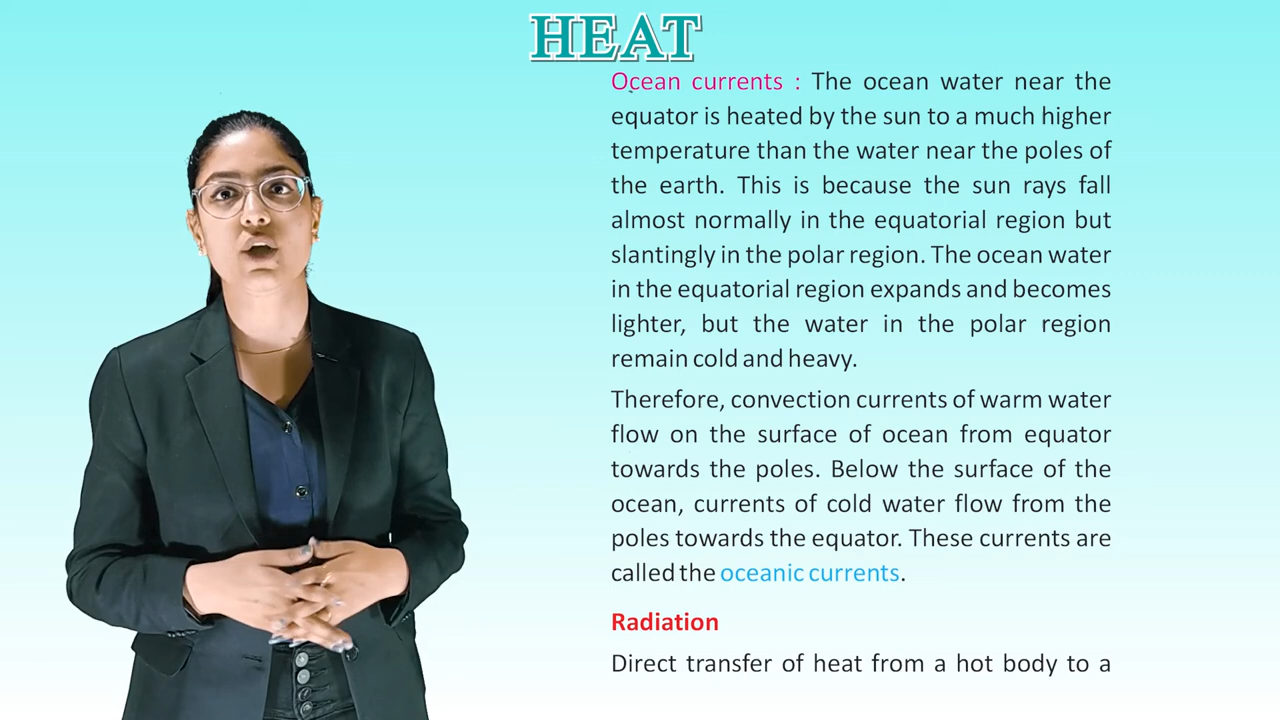 HEAT
Ocean currents : The ocean water near the
equator is heated by the sun to a much higher
temperature than the water near the poles of
the earth. This is because the sun rays fall
almost normally in the equatorial region but
slantingly in the polar region. The ocean water
in the equatorial region expands and becomes
lighter, but the water in the polar region
remain cold and heavy.
Therefore, convection currents of warm water
flow on the surface of ocean from equator
towards the poles. Below the surface of the
ocean, currents of cold water flow from the
poles towards the equator. These currents are
called the oceanic currents.
Radiation
Direct transfer of heat from a hot body to a